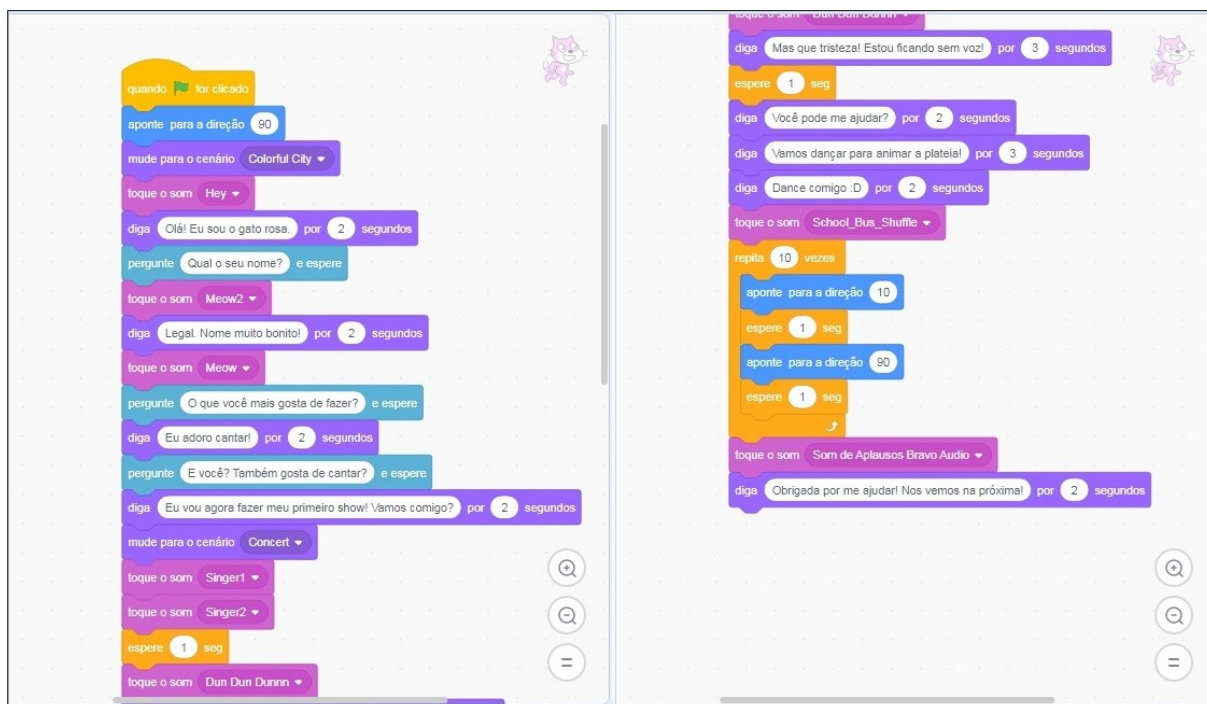 quando for clicado
aponte para a direção 90
mude para o cenário Colorful City
toque o som Hey
diga Olá! Eu sou o gato rosa. por 2 segundos
pergunte Qual o seu nome? e espere
toque o som Meow2
diga Legal. Nome muito bonito! por 2 segundos
toque o som Meow
pergunte O que você mais gosta de fazer? e espere
diga Eu adoro cantar! por 2 segundos
pergunte E você? Também gosta de cantar? e espere
diga Eu vou agora fazer meu primeiro show! Vamos comigo? por 2 segundos
mude para o cenário Concert
toque o som Singer1
toque o som Singer2
espere 1 seg
toque o som Dun Dun Dunnn
toque o som Dun Dun Dunnn
diga Mas que tristeza! Estou ficando sem voz! por 3 segundos
espere 1 seg
diga Você pode me ajudar? por 2 segundos
diga Vamos dançar para animar a plateia! por 3 segundos
diga Dance comigo :D por 2 segundos
toque o som School_Bus_Shuffle
repita 10 vezes
aponte para a direção 10
espere 1 seg
aponte para a direção 90
espere 1 seg
toque o som Som de Aplausos Bravo Audio
diga Obrigada por me ajudar! Nos vemos na próxima! por 2 segundos